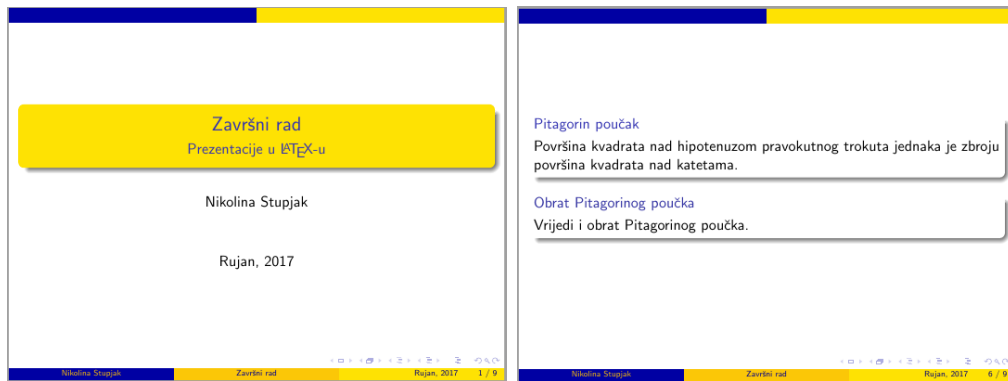 Završni rad
Prezentacije u LATEX-u
Nikolina Stupjak
Rujan, 2017
Nikolina Stupjak Završni rad Rujan, 2017 1 / 9
Pitagorin poučak
Površina kvadrata nad hipotenuzom pravokutnog trokuta jednaka je zbroju
površina kvadrata nad katetama.
Obrat Pitagorinog poučka
Vrijedi i obrat Pitagorinog poučka.
Nikolina Stupjak Završni rad Rujan, 2017 6 / 9